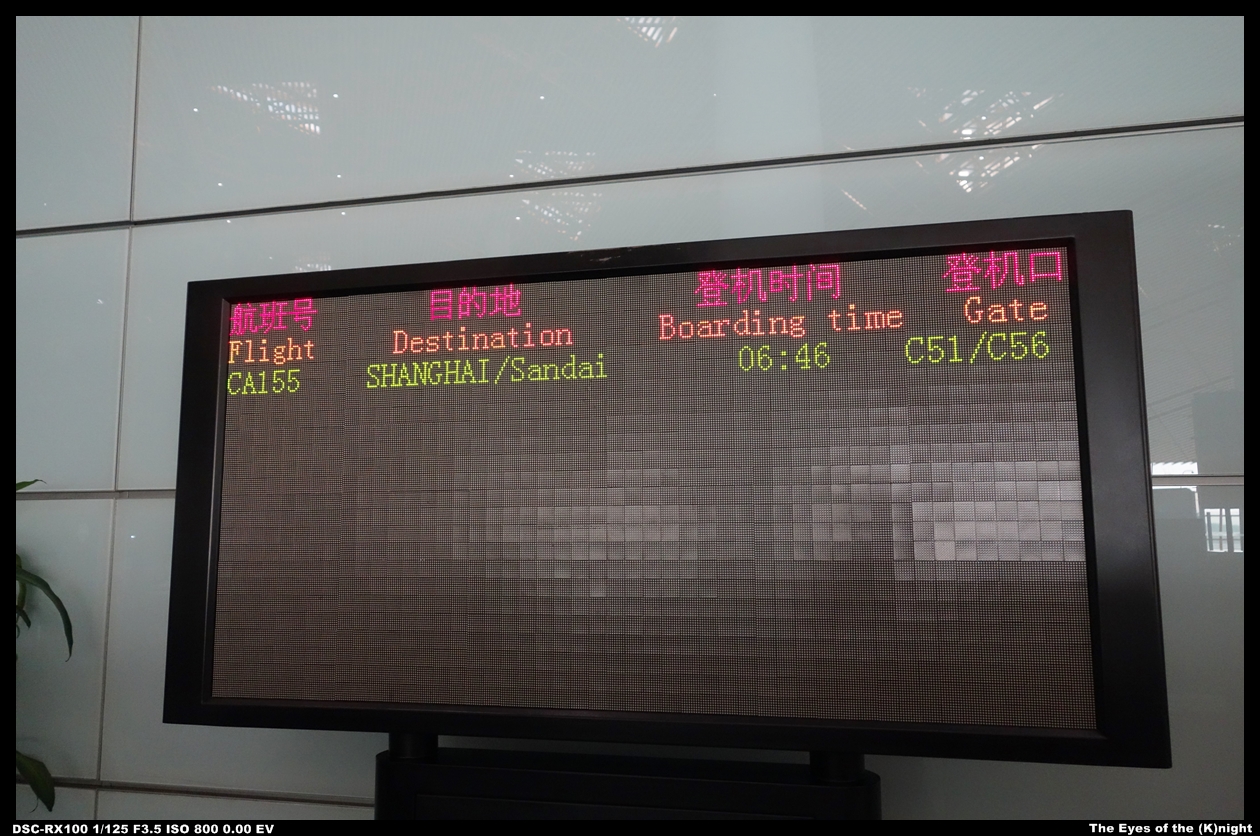 航班号 目的地 登机时间 登机口
Flight Destination Boarding time Gate
CA155 SHANGHAI/Sandai 06:46 C51/C56
DSC-RX100 1/125 F3.5 ISO 800 0.00 EV The Eyes of the (K)night